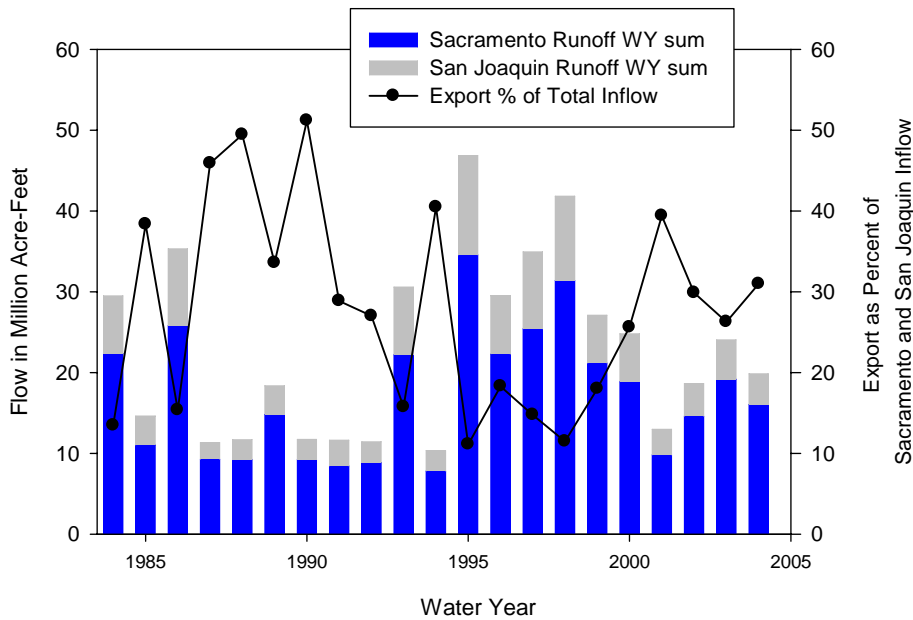 Sacramento Runoff WY sum
San Joaquin Runoff WY sum
Export % of Total Inflow
60
50
40
30
20
10
0
Flow in Million Acre-Feet
60
50
40
30
20
10
0
Export as Percent of
Sacramento and San Joaquin Inflow
1985 1990 1995 2000 2005
Water Year